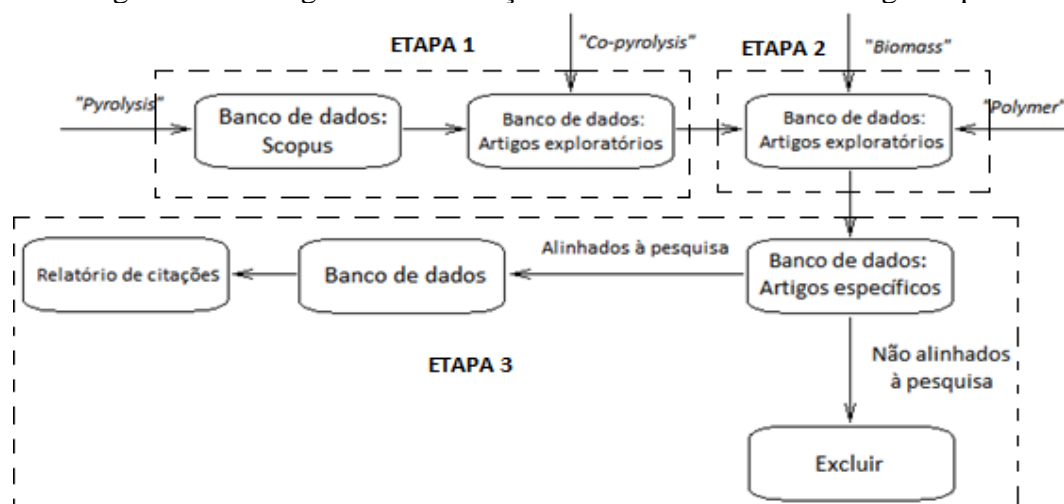 ETAPA 1
"Co-pyrolysis"
ETAPA 2
"Biomass"
"Pyrolysis"
Banco de dados:
Scopus
Banco de dados:
Artigos exploratórios
Banco de dados:
Artigos exploratórios
"Polymer"
Relatório de citações
Banco de dados
Alinhados à pesquisa
Banco de dados:
Artigos específicos
ETAPA 3
Não alinhados
à pesquisa
Excluir